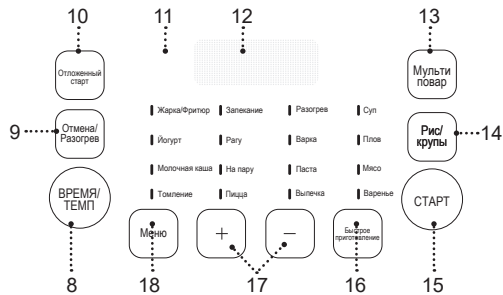 10 11 12 13
Отложенный
старт
Мульти
повар
Жарка/Фритюр Запекание Разогрев Суп
9
Отмена/
Разогрев
Йогурт Рагу Варка Плов
Рис/
крупы
14
Молочная каша На пару Паста Мясо
ВРЕМЯ/
ТЕМП
Томление Пицца Выпечка Варенье
СТАРТ
Меню + − Быстрое
приготовление
8 18 17 16 15